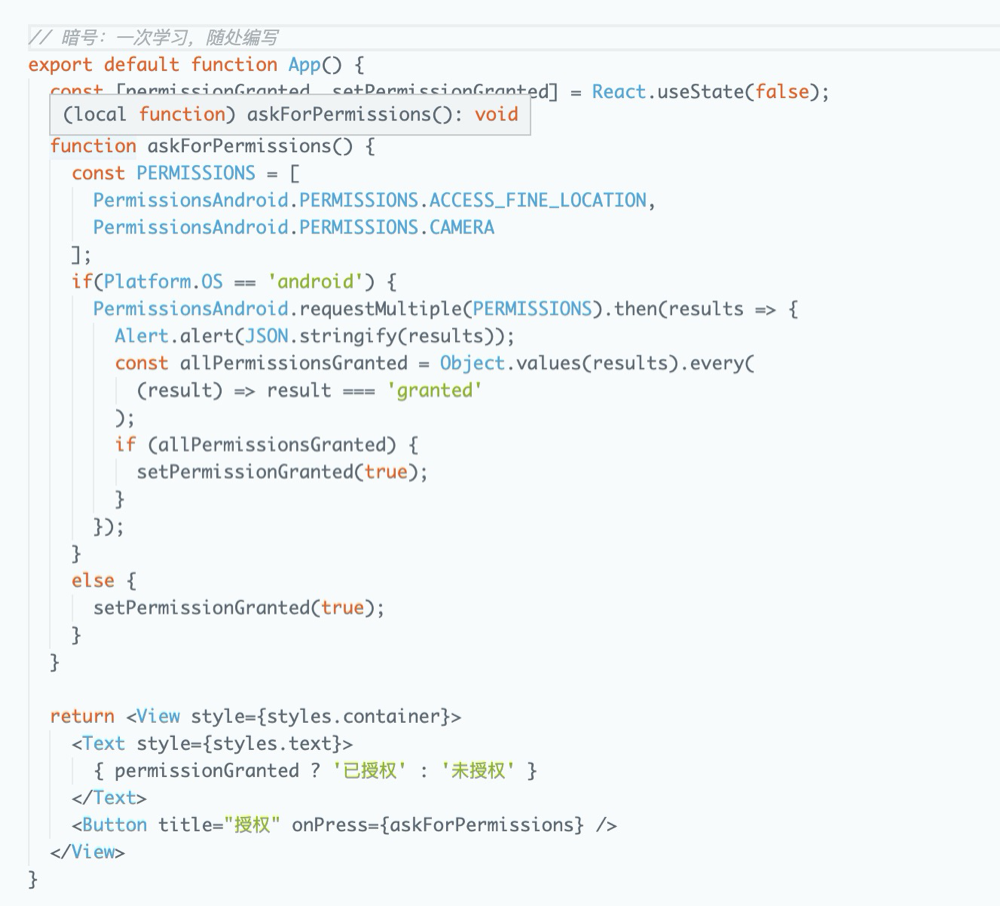 // 暗号：一次学习，随处编写
export default function App() {
const [permissionGranted, setPermissionGranted] = React.useState(false);
(local function) askForPermissions(): void
function askForPermissions() {
const PERMISSIONS = [
PermissionsAndroid.PERMISSIONS.ACCESS_FINE_LOCATION,
PermissionsAndroid.PERMISSIONS.CAMERA
];
if(Platform.OS == 'android') {
PermissionsAndroid.requestMultiple(PERMISSIONS).then(results => {
Alert.alert(JSON.stringify(results));
const allPermissionsGranted = Object.values(results).every(
(result) => result === 'granted'
);
if (allPermissionsGranted) {
setPermissionGranted(true);
}
});
}
else {
setPermissionGranted(true);
}
}
return <View style={styles.container}>
<Text style={styles.text}>
{ permissionGranted ? '已授权' : '未授权' }
</Text>
<Button title="授权" onPress={askForPermissions} />
</View>
}